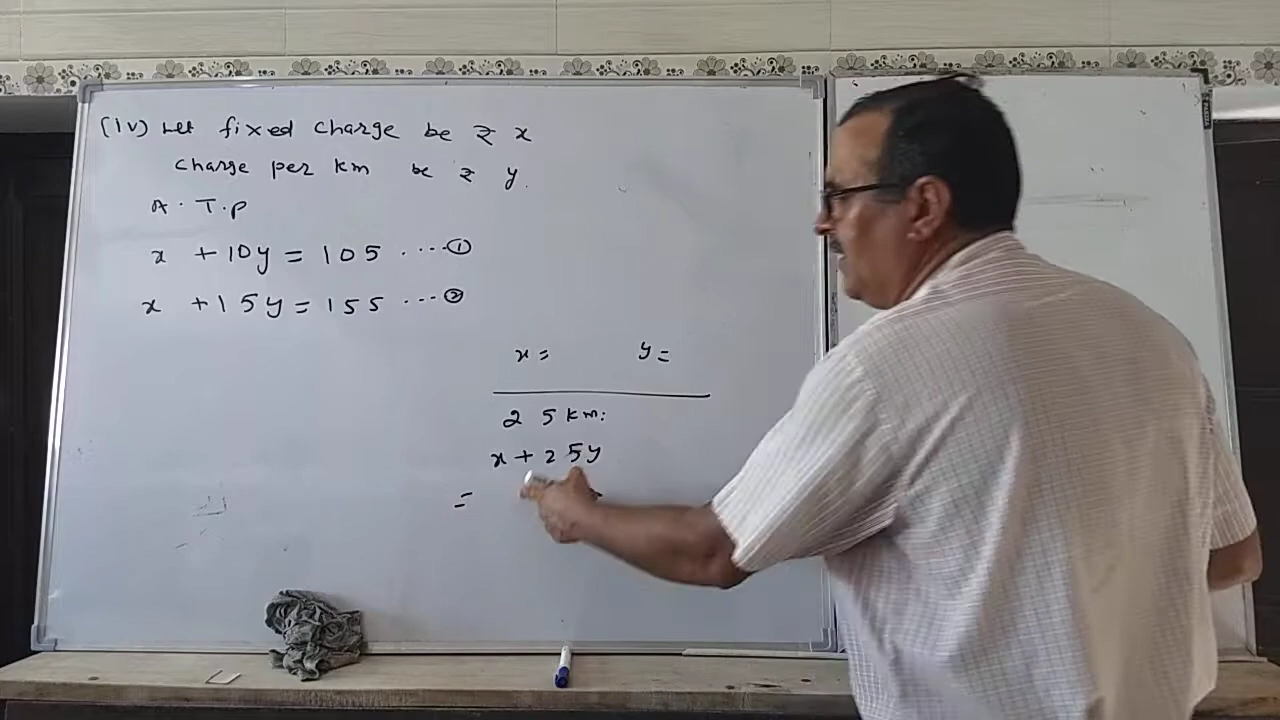 (iv) Let fixed charge be ₹ x
charge per km be ₹ y.
A.T.P
x + 10y = 105 ....①
x + 15y = 155 ...②
x = y =
25 km:
x + 25y
=